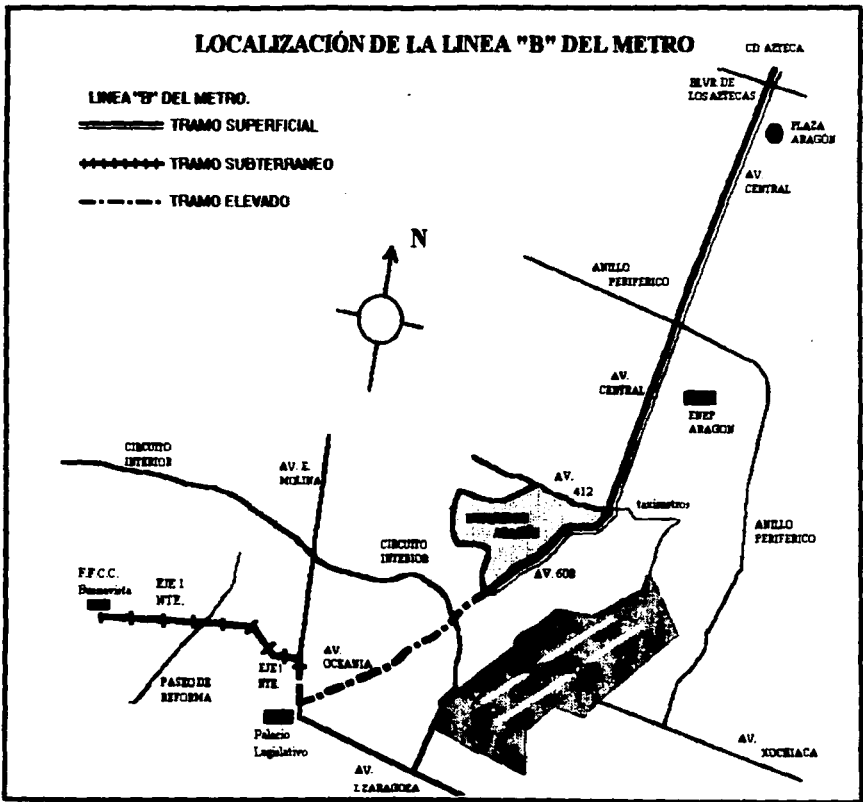 LOCALIZACIÓN DE LA LINEA "B" DEL METRO
CD AZTECA
BLVR DE
LOS AZTECAS
LINEA "B" DEL METRO.
TRAMO SUPERFICIAL
PLAZA
ARAGÓN
TRAMO SUBTERRANEO
AV.
CENTRAL
TRAMO ELEVADO
N
ANILLO
PERIFERICO
AV.
CENTRAL
ENEP
ARAGON
CIRCUITO
INTERIOR
AV. E.
MOLINA
AV.
412
taximetros
ANILLO
PERIFERICO
CIRCUITO
INTERIOR
AV. 608
F.F.C.C.
Buenavista
EJE 1
NTE.
AV.
OCEANIA
EJE 1
NTE.
PASEO DE
REFORMA
Palacio
Legislativo
AV.
I. ZARAGOZA
AV.
XOCHIACA